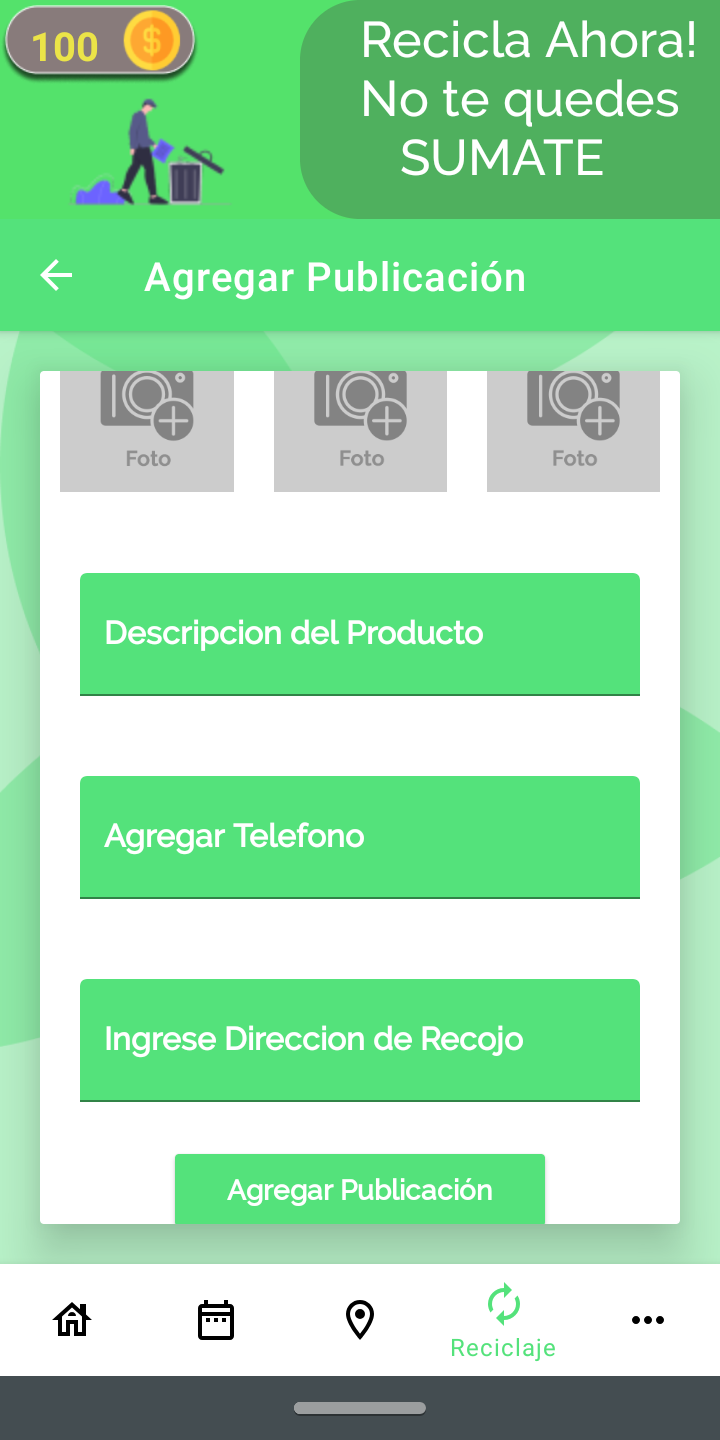 100
Recicla Ahora!
No te quedes
SUMATE
Agregar Publicación
Foto
Foto
Foto
Descripcion del Producto
Agregar Telefono
Ingrese Direccion de Recojo
Agregar Publicación
Reciclaje